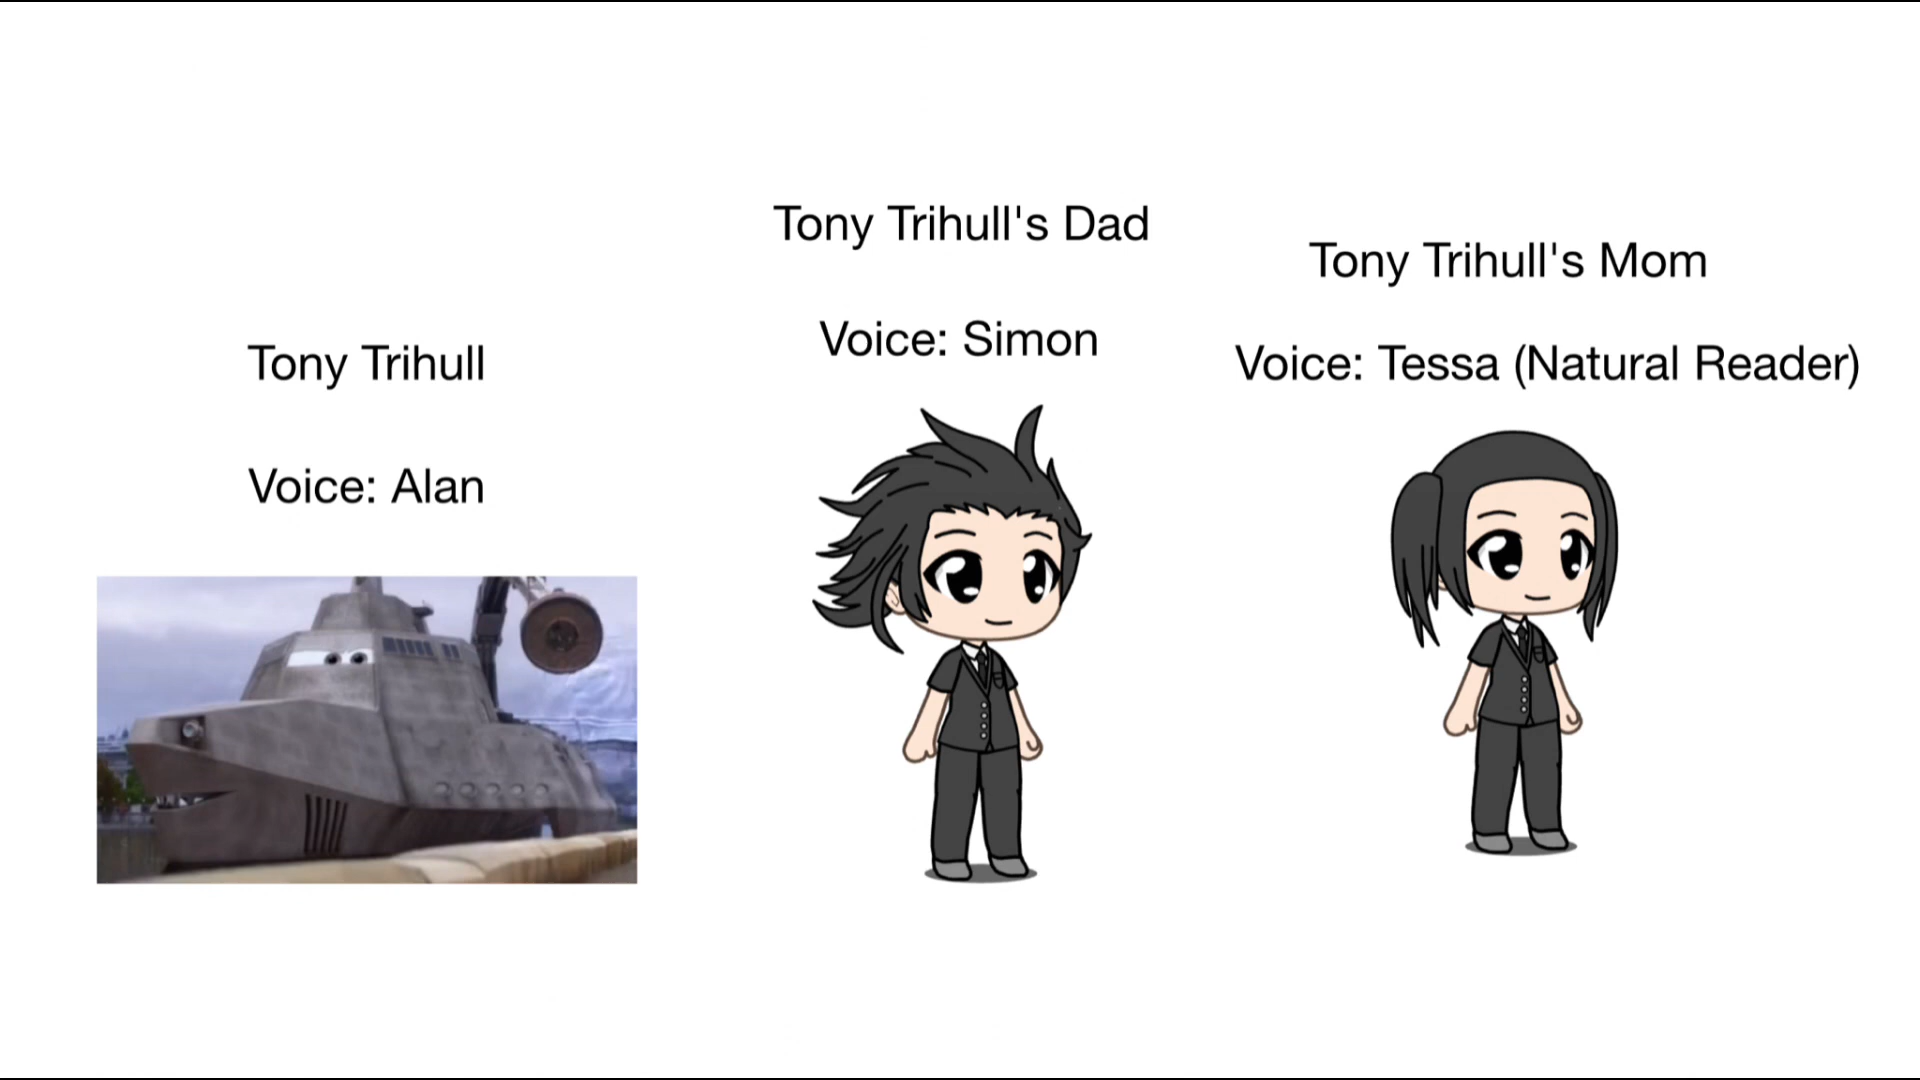 Tony Trihull
Voice: Alan
Tony Trihull's Dad
Voice: Simon
Tony Trihull's Mom
Voice: Tessa (Natural Reader)